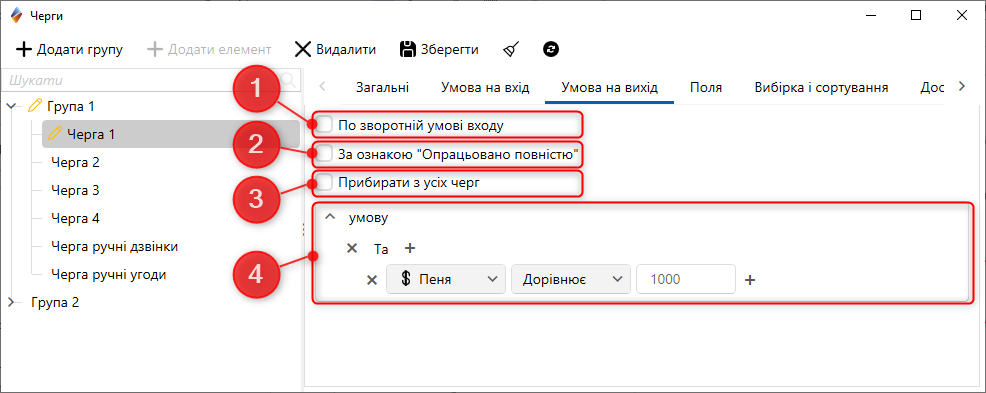 Черги
Додати групу Додати елемент Видалити Зберегти
Шукати
Загальні Умова на вхід Умова на вихід Поля Вибірка і сортування Дос
Група 1
Черга 1
Черга 2
Черга 3
Черга 4
Черга ручні дзвінки
Черга ручні угоди
Група 2
1 По зворотній умові входу
2 За ознакою "Опрацьовано повністю"
3 Прибирати з усіх черг
4
умову
Та
$ Пеня Дорівнює 1000